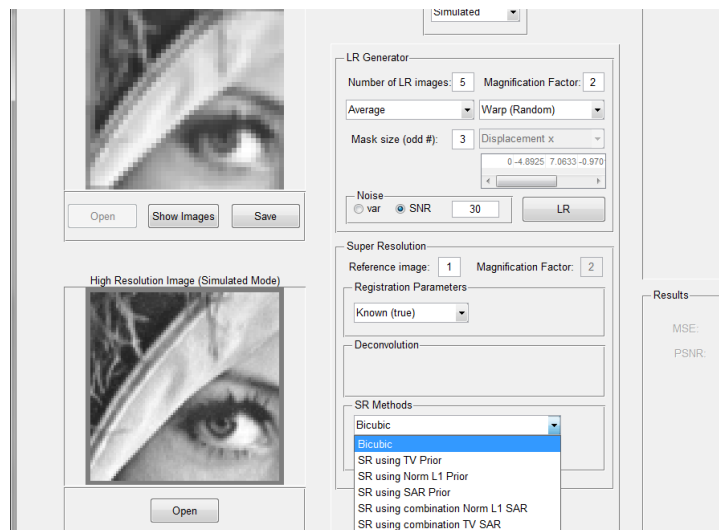 Simulated
LR Generator
Number of LR images: 5 Magnification Factor: 2
Average Warp (Random)
Mask size (odd #): 3 Displacement x
0 -4.8925 7.0633 -0.970
Noise
var SNR 30 LR
Open Show Images Save
Super Resolution
Reference image: 1 Magnification Factor: 2
Registration Parameters
Known (true)
High Resolution Image (Simulated Mode)
Deconvolution
SR Methods
Bicubic
Bicubic
SR using TV Prior
SR using Norm L1 Prior
SR using SAR Prior
SR using combination Norm L1 SAR
SR using combination TV SAR
Open
Results
MSE:
PSNR: